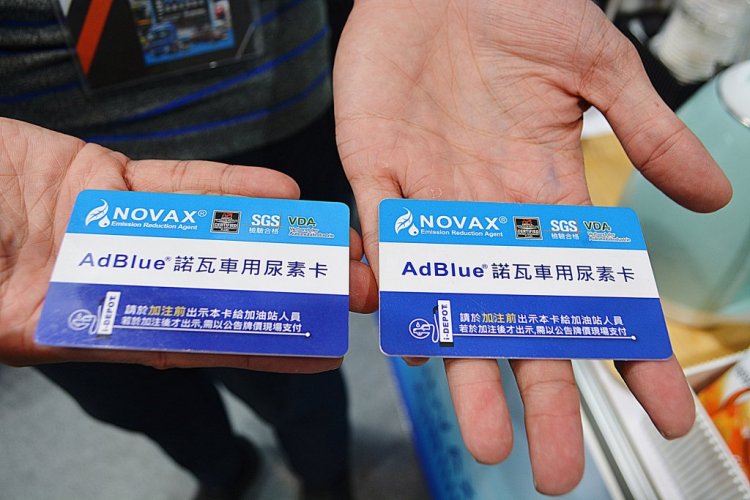 NOVAX®
Emission Reduction Agent
SGS
檢驗合格
VDA
AdBlue®諾瓦車用尿素卡
i-DEPOT
請於加注前出示本卡給加油站人員
若於加注後才出示,需以公告牌價現場支付
NOVAX®
Emission Reduction Agent
SGS
檢驗合格
VDA
AdBlue®諾瓦車用尿素卡
i-DEPOT
請於加注前出示本卡給加油站人員
若於加注後才出示,需以公告牌價現場支付